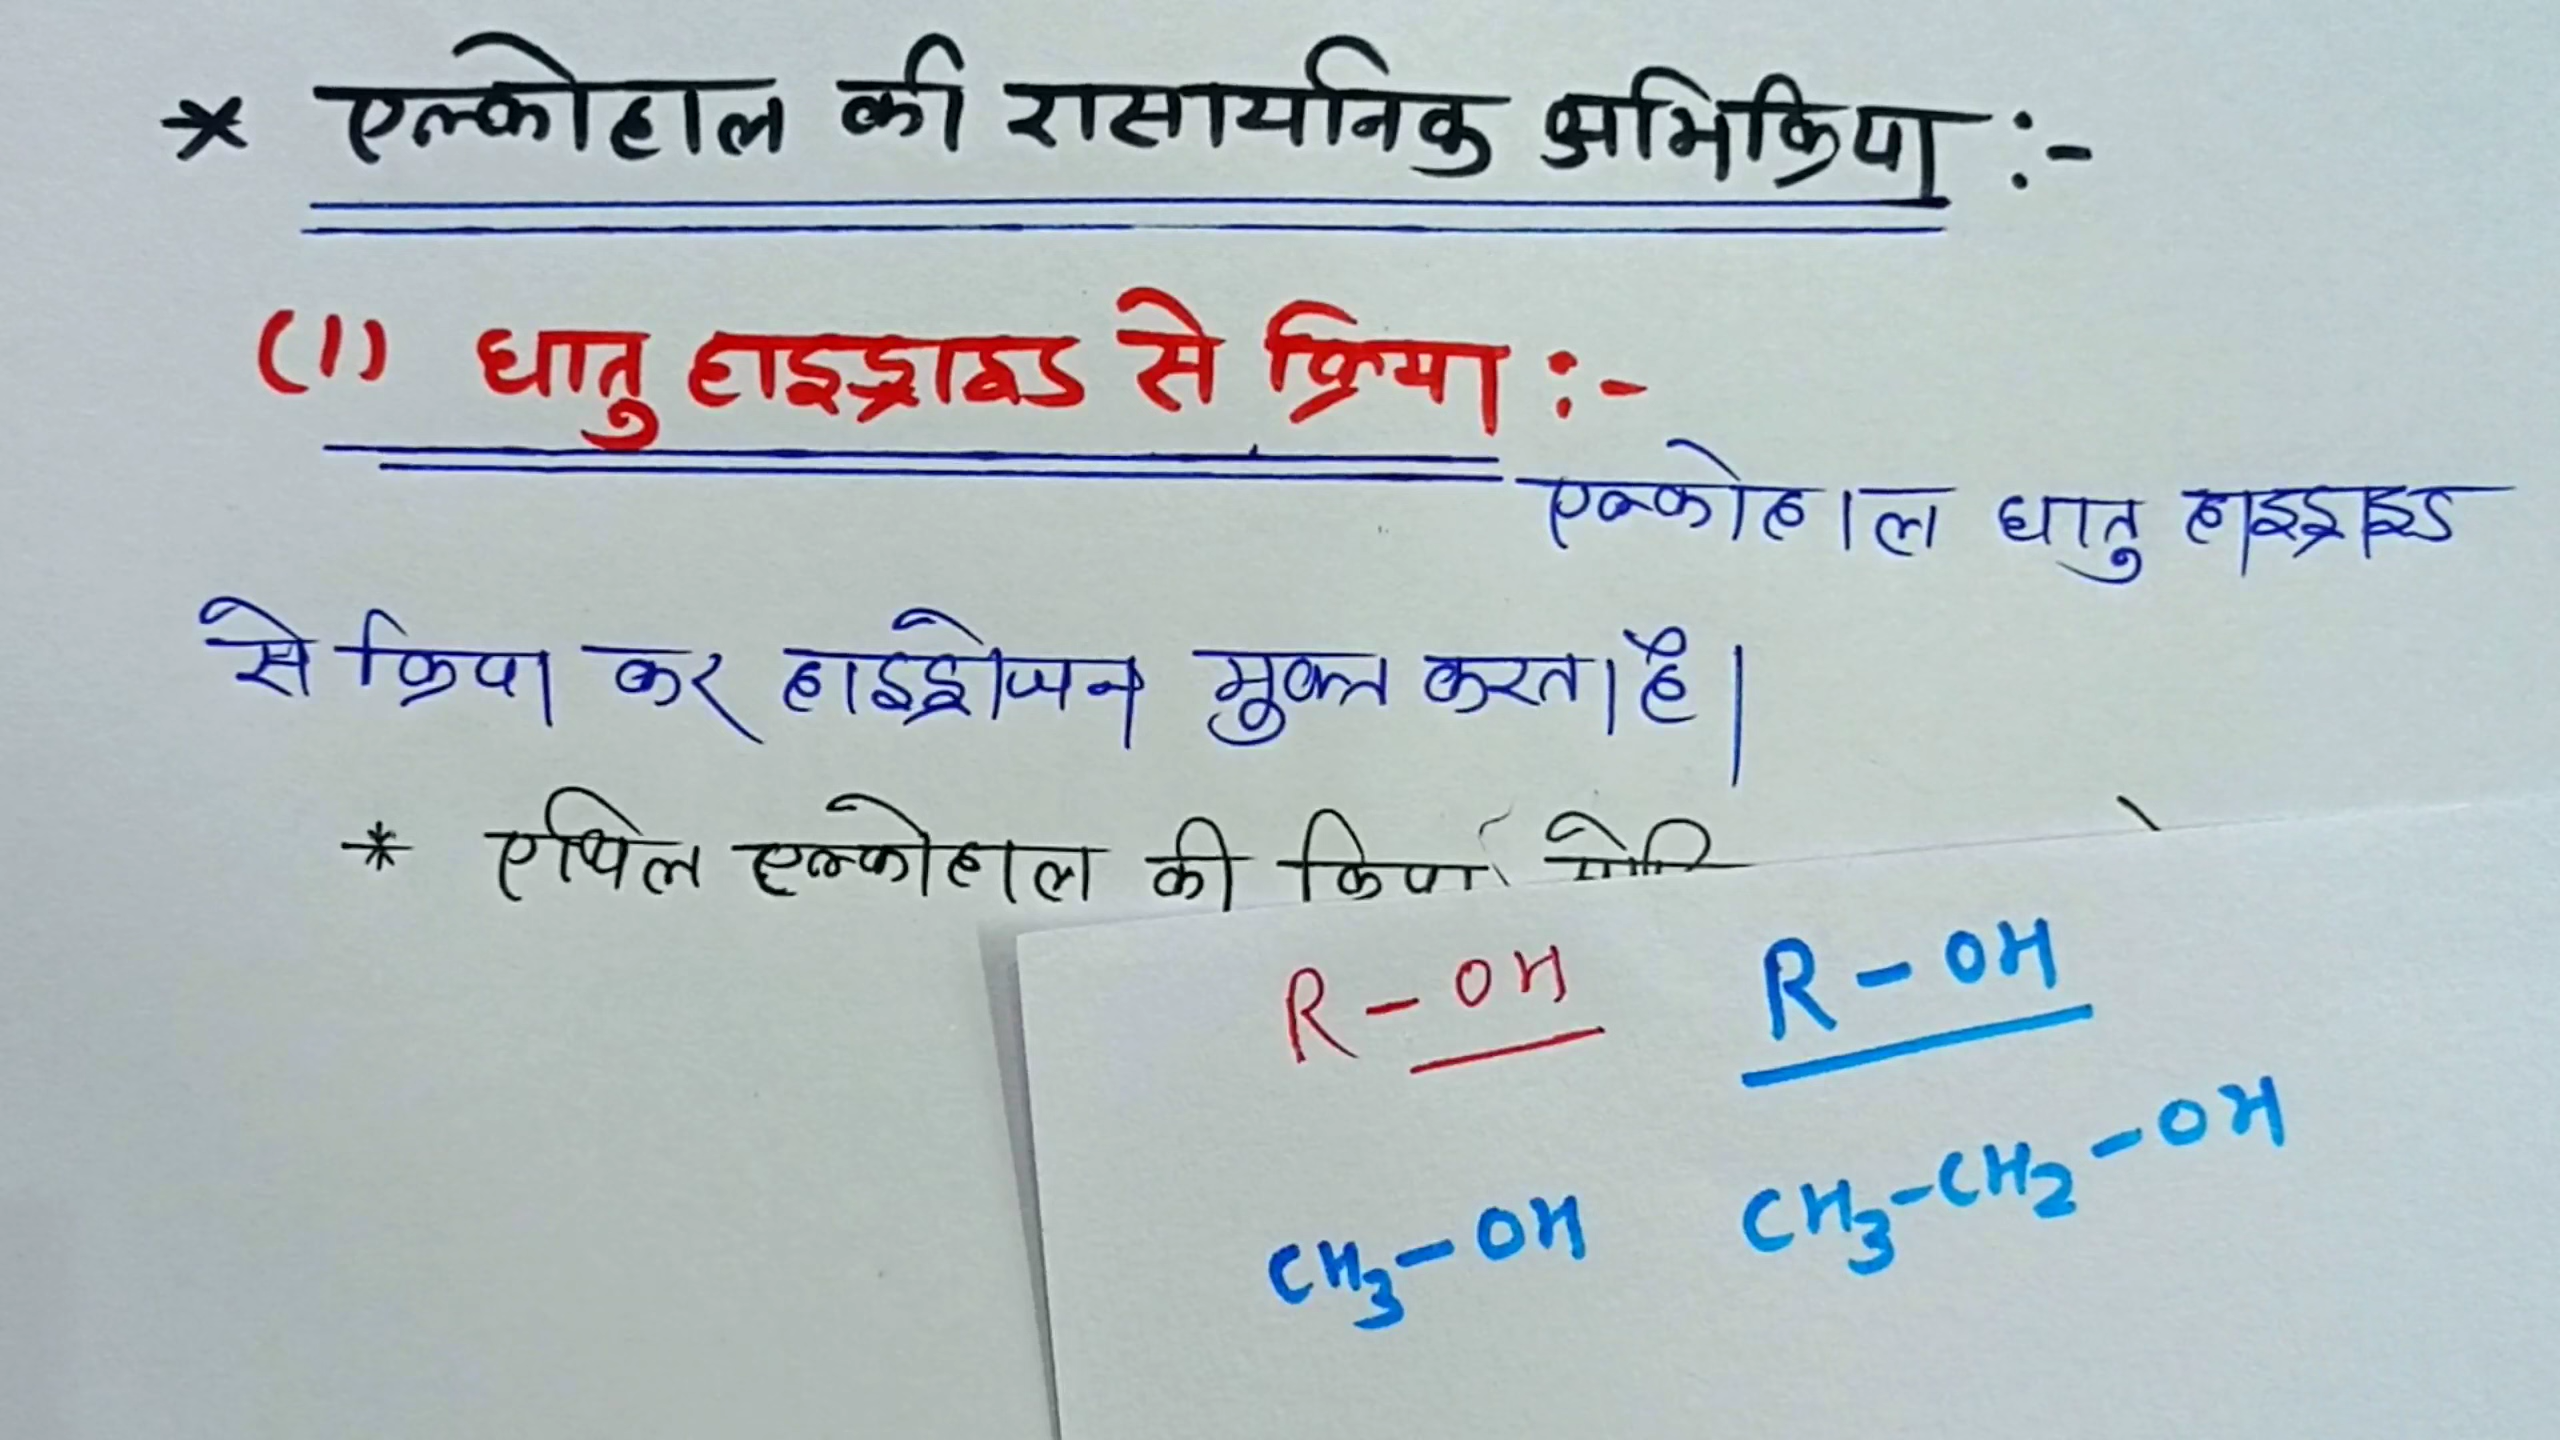 * एल्कोहाल की रासायनिक अभिक्रिया :-
(1) धातु हाइड्राइड से क्रिया :-
एल्कोहाल धातु हाइड्राइड
से क्रिया कर हाइड्रोजन मुक्त करता है।
* एथिल एल्कोहाल की क्रिया
R-OH R-OH
CH3-OH CH3-CH2-OH